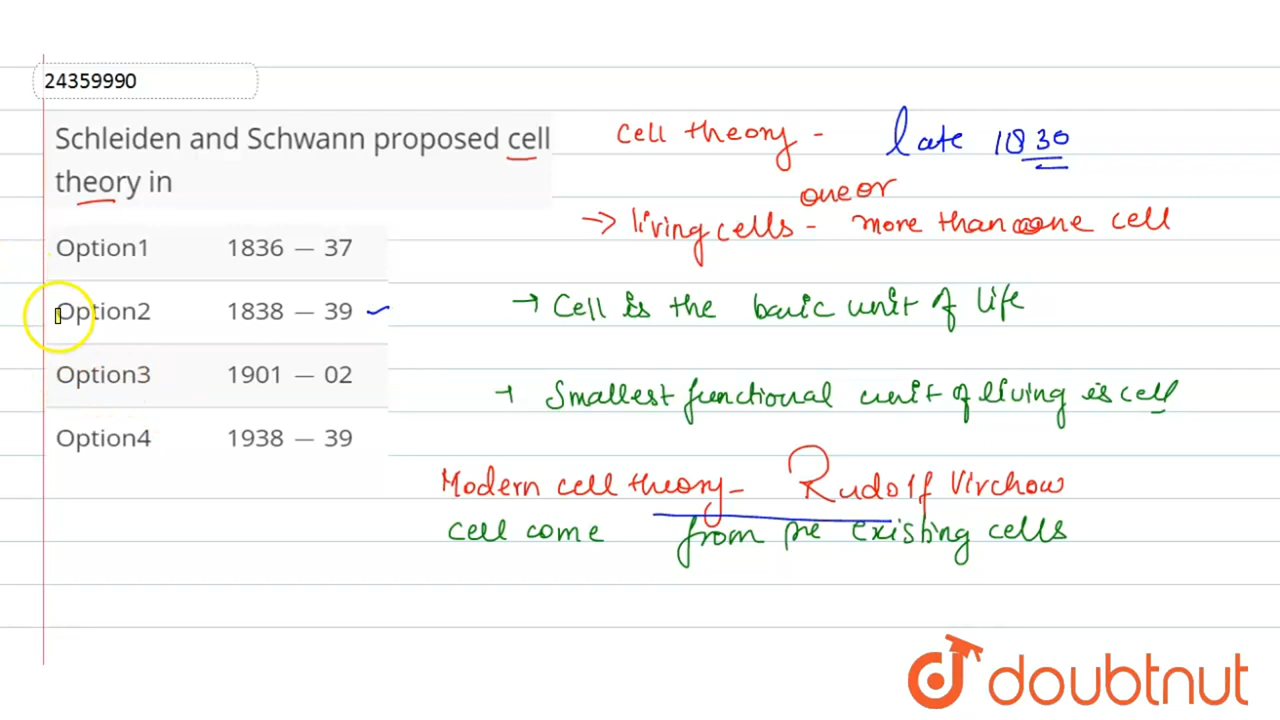 24359990
Schleiden and Schwann proposed cell
theory in
Option1 1836 — 37
Option2 1838 — 39
Option3 1901 — 02
Option4 1938 — 39
Cell theory - late 1830
one or
→ living cells - more than one cell
→ Cell is the basic unit of life
→ Smallest functional unit of living is cell
Modern cell theory - Rudolf Virchow
cell come from pre existing cells
doubtnut